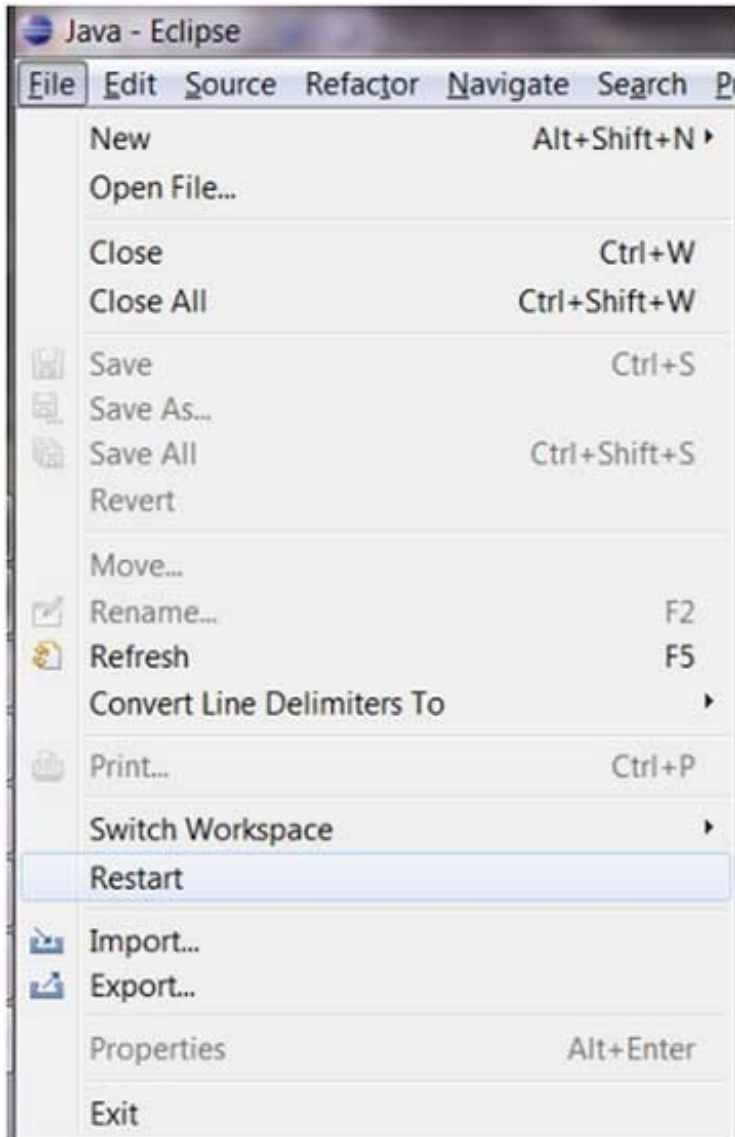 Java - Eclipse
File Edit Source Refactor Navigate Search
New Alt+Shift+N
Open File...
Close Ctrl+W
Close All Ctrl+Shift+W
Save Ctrl+S
Save As...
Save All Ctrl+Shift+S
Revert
Move...
Rename... F2
Refresh F5
Convert Line Delimiters To
Print... Ctrl+P
Switch Workspace
Restart
Import...
Export...
Properties Alt+Enter
Exit